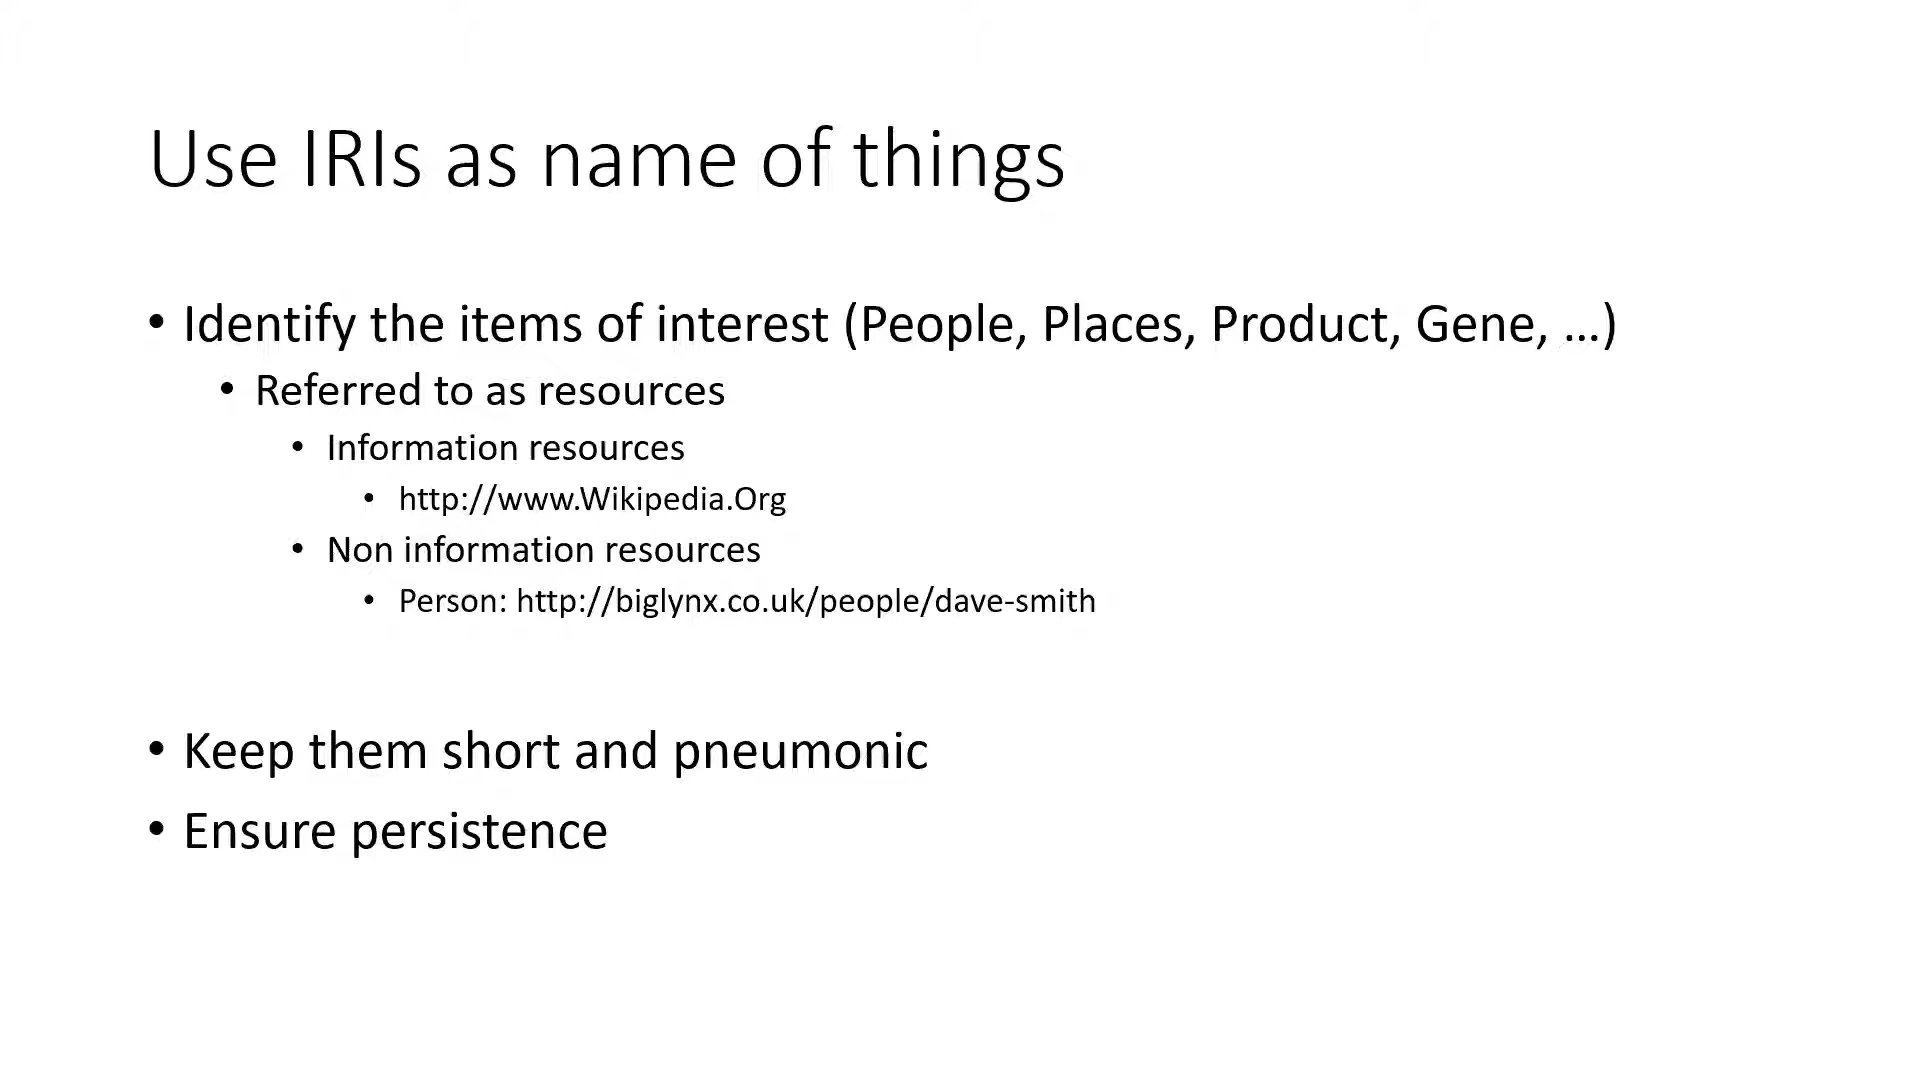 Use IRIs as name of things
• Identify the items of interest (People, Places, Product, Gene, ...)
• Referred to as resources
• Information resources
• http://www.Wikipedia.Org
• Non information resources
• Person: http://biglynx.co.uk/people/dave-smith
• Keep them short and pneumonic
• Ensure persistence